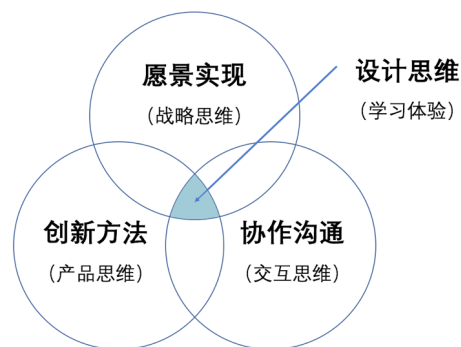 愿景实现
（战略思维）
设计思维
（学习体验）
创新方法
（产品思维）
协作沟通
（交互思维）